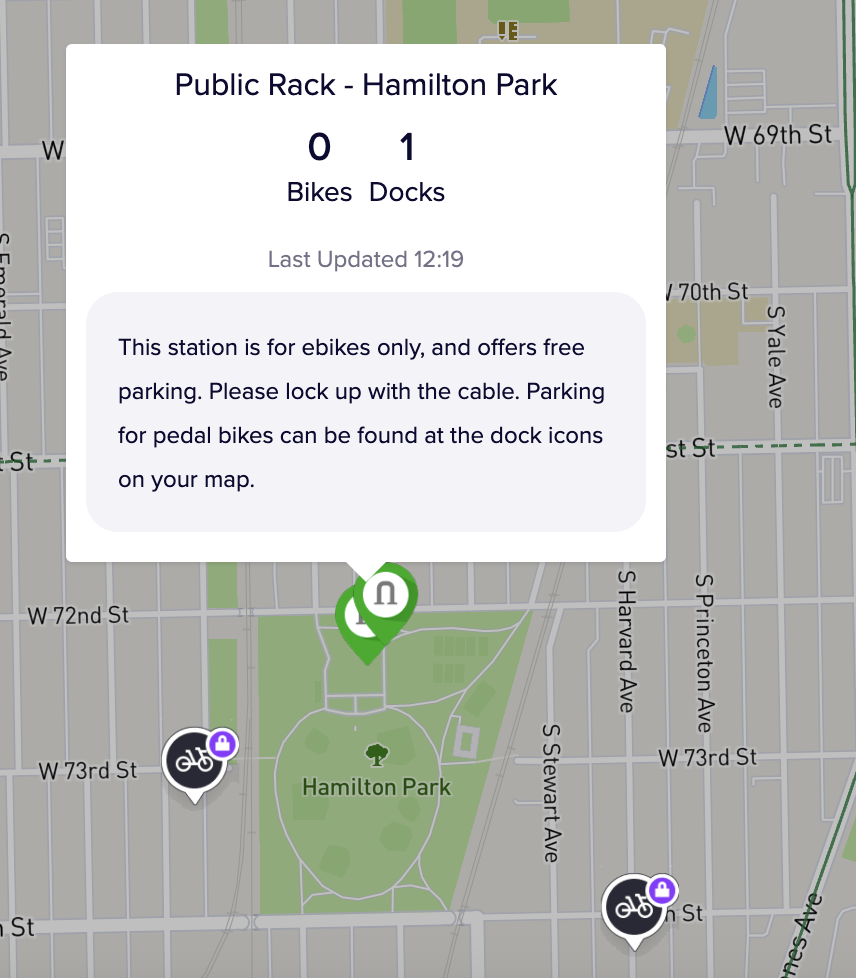 Public Rack - Hamilton Park
0 1
Bikes Docks
Last Updated 12:19
This station is for ebikes only, and offers free
parking. Please lock up with the cable. Parking
for pedal bikes can be found at the dock icons
on your map.
W
W 69th St
S Emerald Ave
W 70th St
S Yale Ave
St
st St
W 72nd St
S Harvard Ave
S Princeton Ave
W 73rd St
Hamilton Park
S Stewart Ave
W 73rd St
St
St
Ave